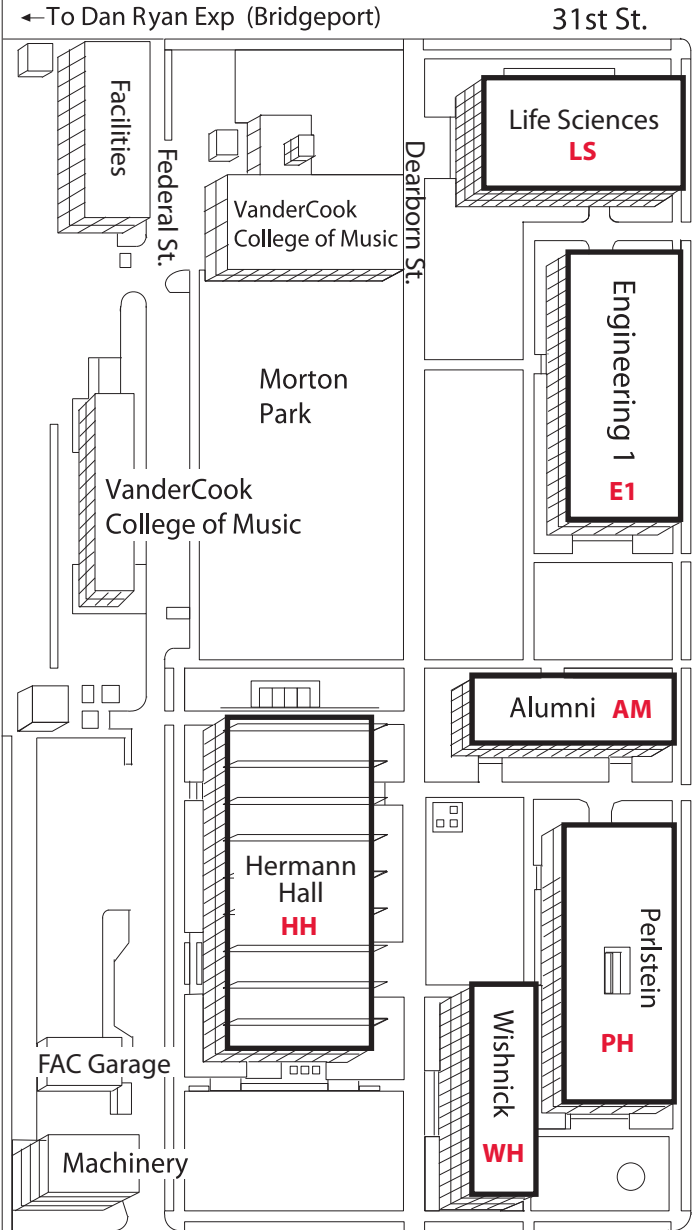 ←To Dan Ryan Exp (Bridgeport)
31st St.
Facilities
Federal St.
VanderCook
College of Music
Dearborn St.
Life Sciences
LS
Engineering 1
E1
Morton
Park
VanderCook
College of Music
Alumni AM
Hermann
Hall
HH
Perlstein
PH
Wishnick
WH
FAC Garage
Machinery